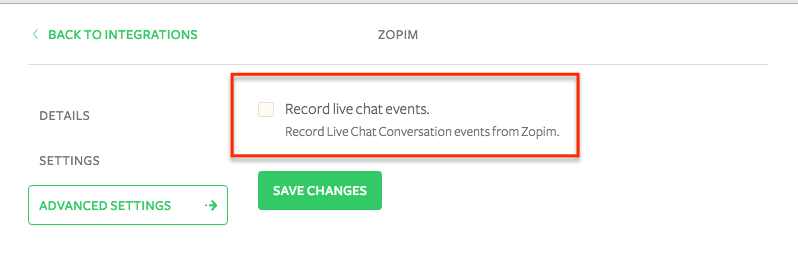 BACK TO INTEGRATIONS
ZOPIM
DETAILS
SETTINGS
ADVANCED SETTINGS
Record live chat events.
Record Live Chat Conversation events from Zopim.
SAVE CHANGES